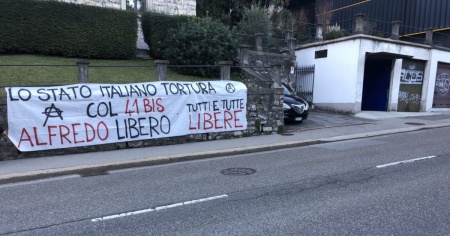 LO STATO ITALIANO TORTURA
COL 41 BIS
ALFREDO LIBERO
TUTTI E TUTTE
LIBERE